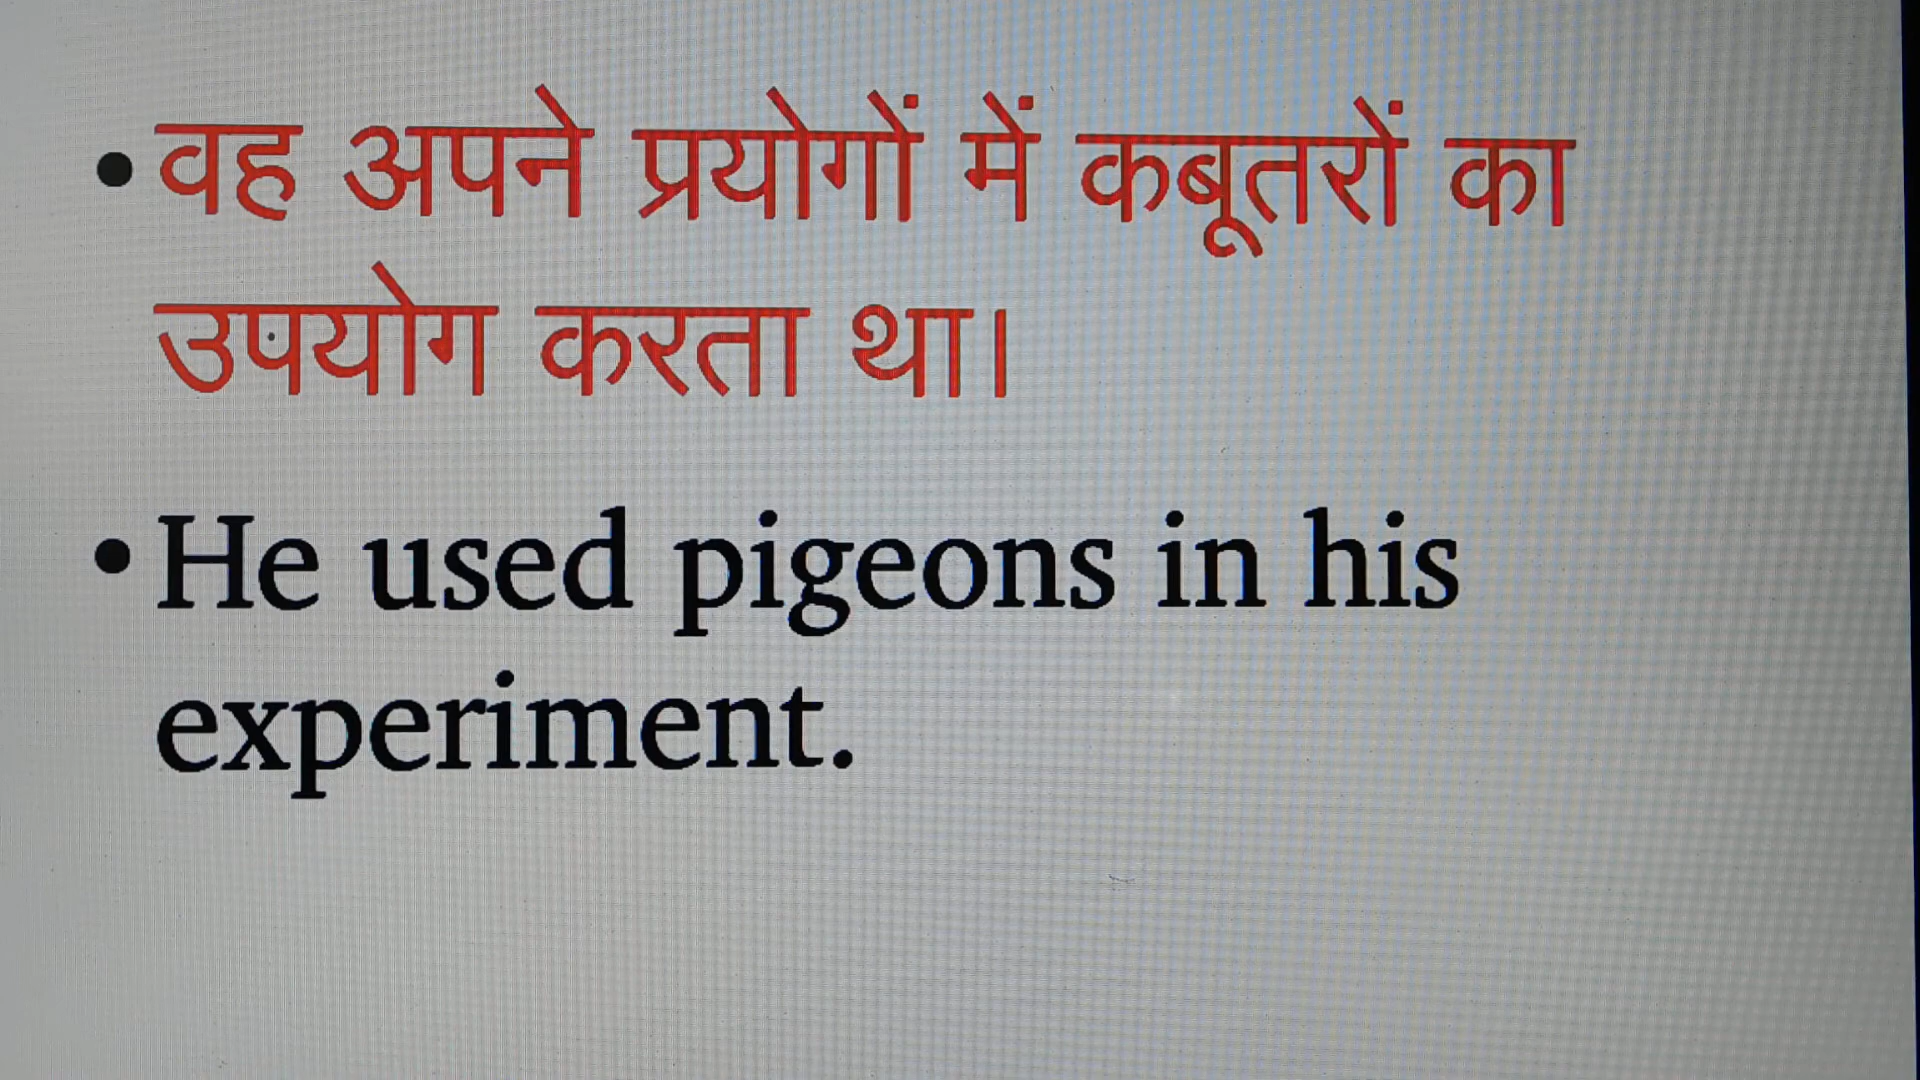 • वह अपने प्रयोगों में कबूतरों का
उपयोग करता था।
• He used pigeons in his
experiment.